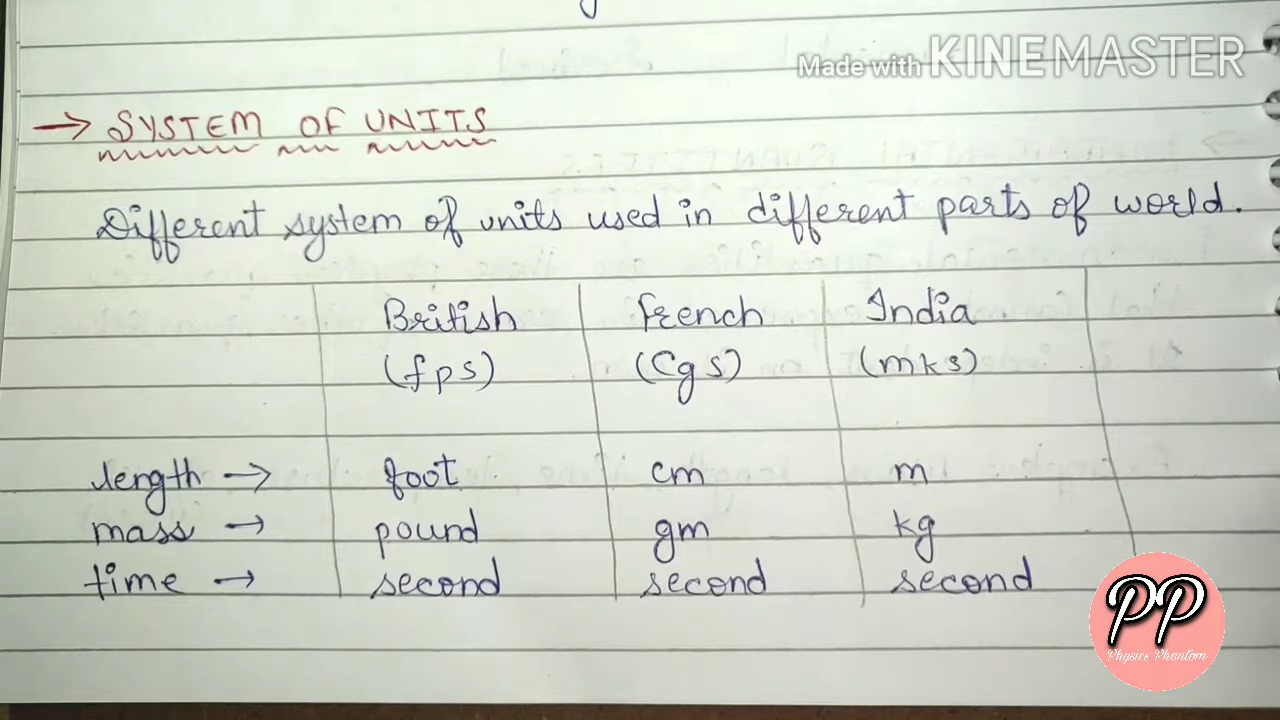 Made with KINEMASTER
→ SYSTEM OF UNITS
Different system of units used in different parts of world.
British French India
(fps) (Cgs) (mks)
length → foot cm m
mass → pound gm kg
time → second second second
PP
Physics Phantom